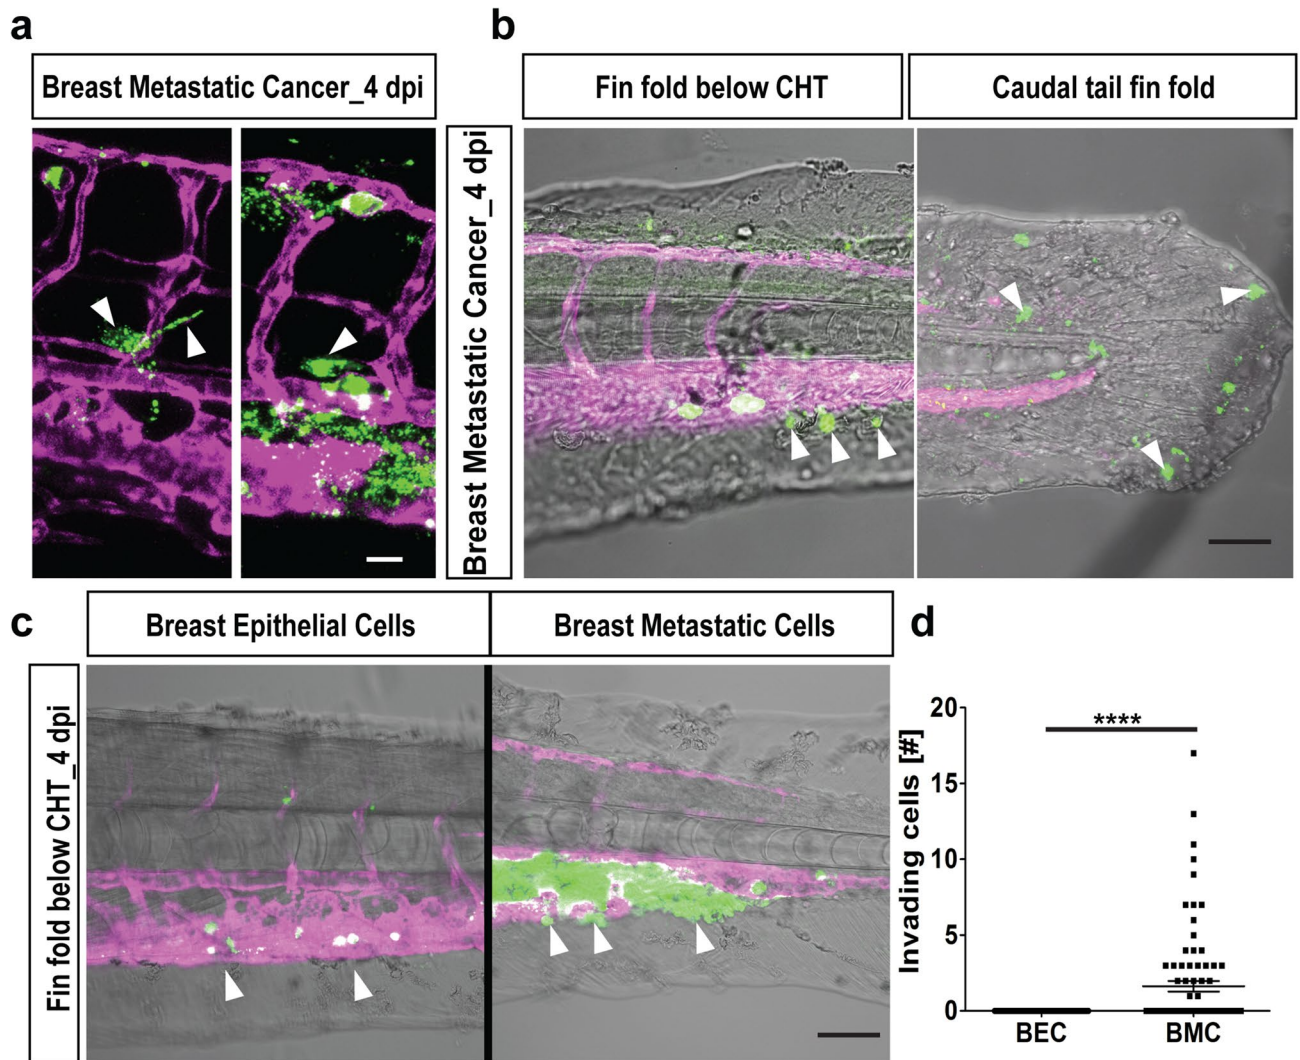 a
Breast Metastatic Cancer_4 dpi
b
Fin fold below CHT
Caudal tail fin fold
Breast Metastatic Cancer_4 dpi
c
Breast Epithelial Cells
Breast Metastatic Cells
Fin fold below CHT_4 dpi
d
Invading cells [#]
20
15
10
5
0
****
BEC
BMC